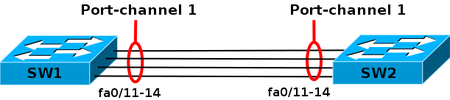 Port-channel 1
Port-channel 1
SW1
SW2
fa0/11-14
fa0/11-14